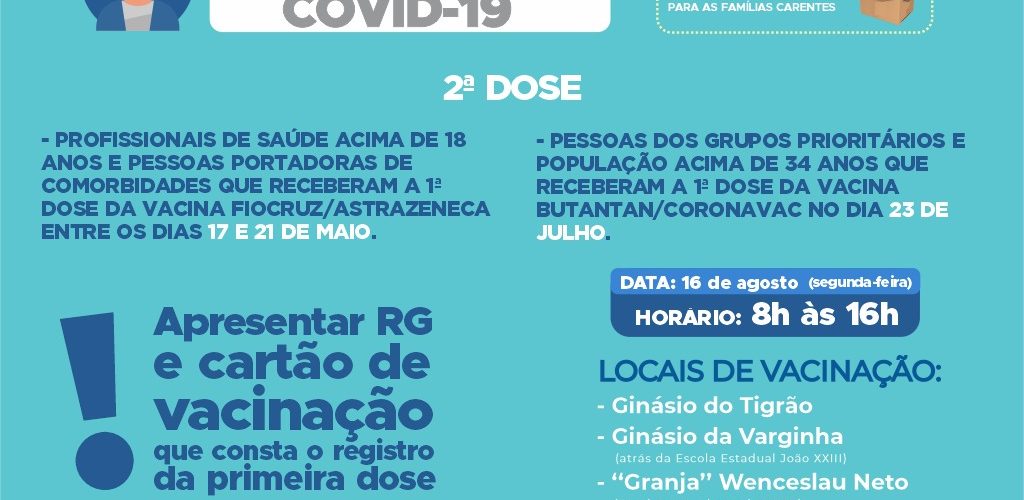 COVID-19
PARA AS FAMÍLIAS CARENTES
2ª DOSE
- PROFISSIONAIS DE SAÚDE ACIMA DE 18
ANOS E PESSOAS PORTADORAS DE
COMORBIDADES QUE RECEBERAM A 1ª
DOSE DA VACINA FIOCRUZ/ASTRAZENECA
ENTRE OS DIAS 17 E 21 DE MAIO.
- PESSOAS DOS GRUPOS PRIORITÁRIOS E
POPULAÇÃO ACIMA DE 34 ANOS QUE
RECEBERAM A 1ª DOSE DA VACINA
BUTANTAN/CORONAVAC NO DIA 23 DE
JULHO.
! Apresentar RG
e cartão de
vacinação
que consta o registro
da primeira dose
DATA: 16 de agosto (segunda-feira)
HORÁRIO: 8h às 16h
LOCAIS DE VACINAÇÃO:
- Ginásio do Tigrão
- Ginásio da Varginha
(atrás da Escola Estadual João XXIII)
- “Granja” Wenceslau Neto